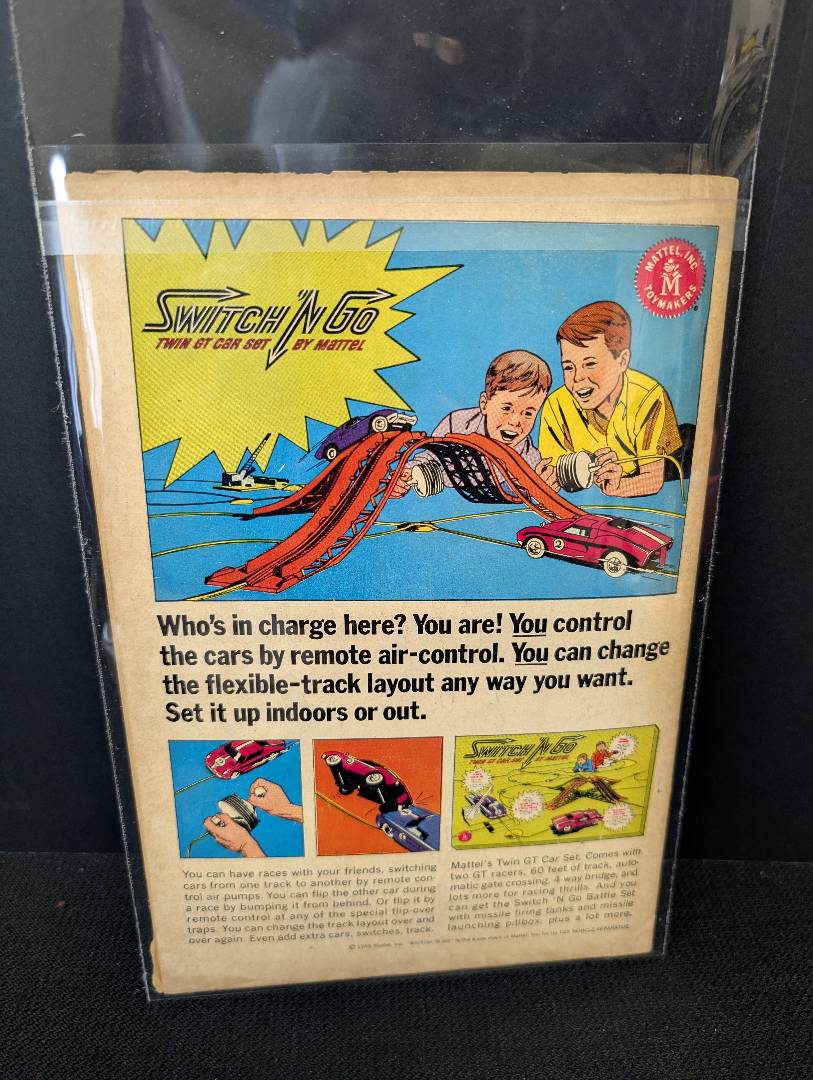 SWITCH 'N GO
TWIN GT CAR SET BY MATTEL
MATTEL, INC.
M
TOYMAKERS
2
Who's in charge here? You are! You control
the cars by remote air-control. You can change
the flexible-track layout any way you want.
Set it up indoors or out.
SWITCH 'N GO
TWIN GT CAR SET BY MATTEL
You can have races with your friends, switching
cars from one track to another by remote con-
trol air pumps. You can flip the other car during
a race by bumping it from behind. Or flip it by
remote control at any of the special flip-over
traps. You can change the track layout over and
over again. Even add extra cars, switches, track.
Mattel's Twin GT Car Set. Comes with
two GT racers, 60 feet of track, auto-
matic gate crossing, 4 way bridge, and
lots more for racing thrills. And you
can get the Switch 'N Go Battle Set
with missile firing tanks and missile
launching pillbox, plus a lot more.